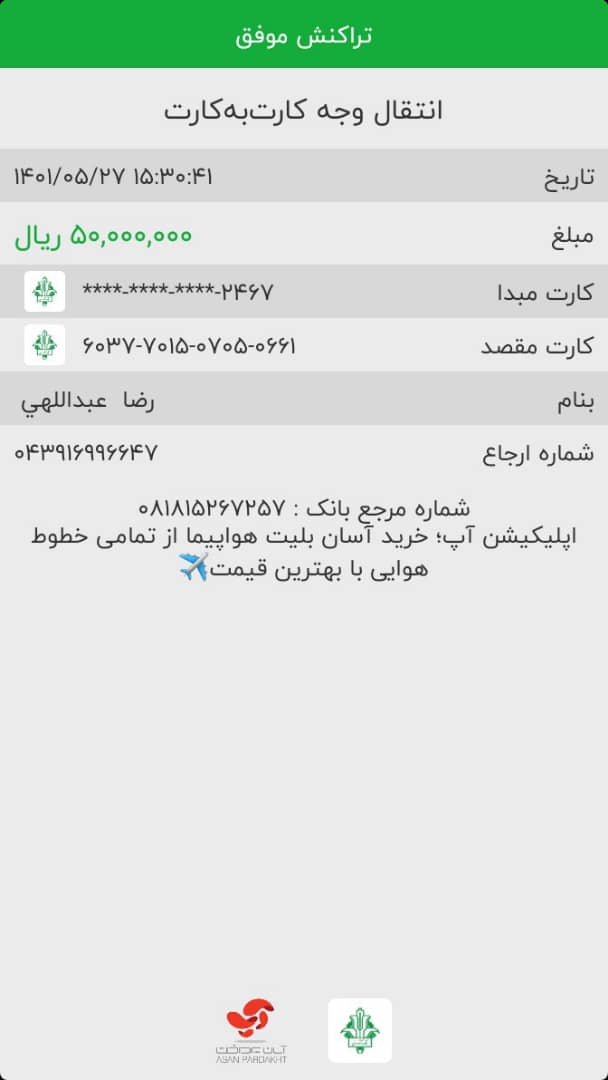 تراکنش موفق
انتقال وجه کارت‌به‌کارت
تاریخ ۱۴۰۱/۰۵/۲۷ ۱۵:۳۰:۴۱
مبلغ ۵۰,۰۰۰,۰۰۰ ریال
کارت مبدا ****-****-****-۲۴۶۷
کارت مقصد ۶۰۳۷-۷۰۱۵-۰۷۰۵-۰۶۶۱
بنام رضا عبداللهي
شماره ارجاع ۰۴۳۹۱۶۹۹۶۶۴۷
شماره مرجع بانک : ۰۸۱۸۱۵۲۶۷۲۵۷
اپلیکیشن آپ؛ خرید آسان بلیت هواپیما از تمامی خطوط
هوایی با بهترین قیمت✈️
آسان پرداخت
ASAN PARDAKHT